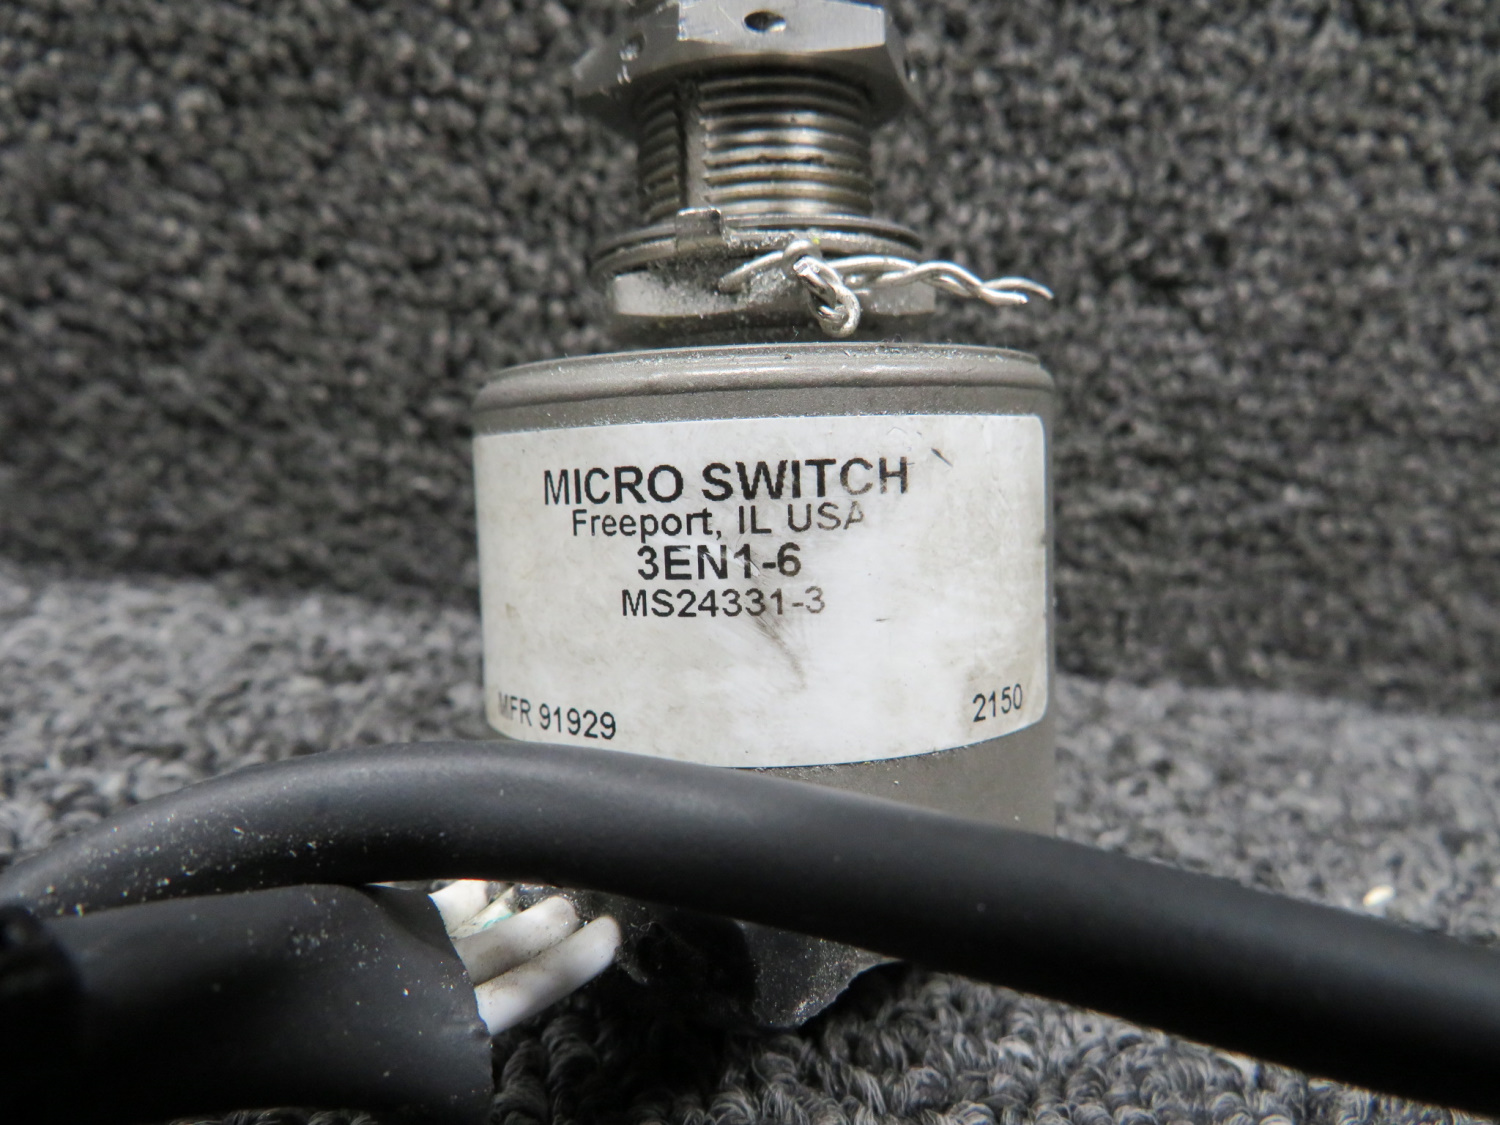 MICRO SWITCH
Freeport, IL USA
3EN1-6
MS24331-3
MFR 91929
2150